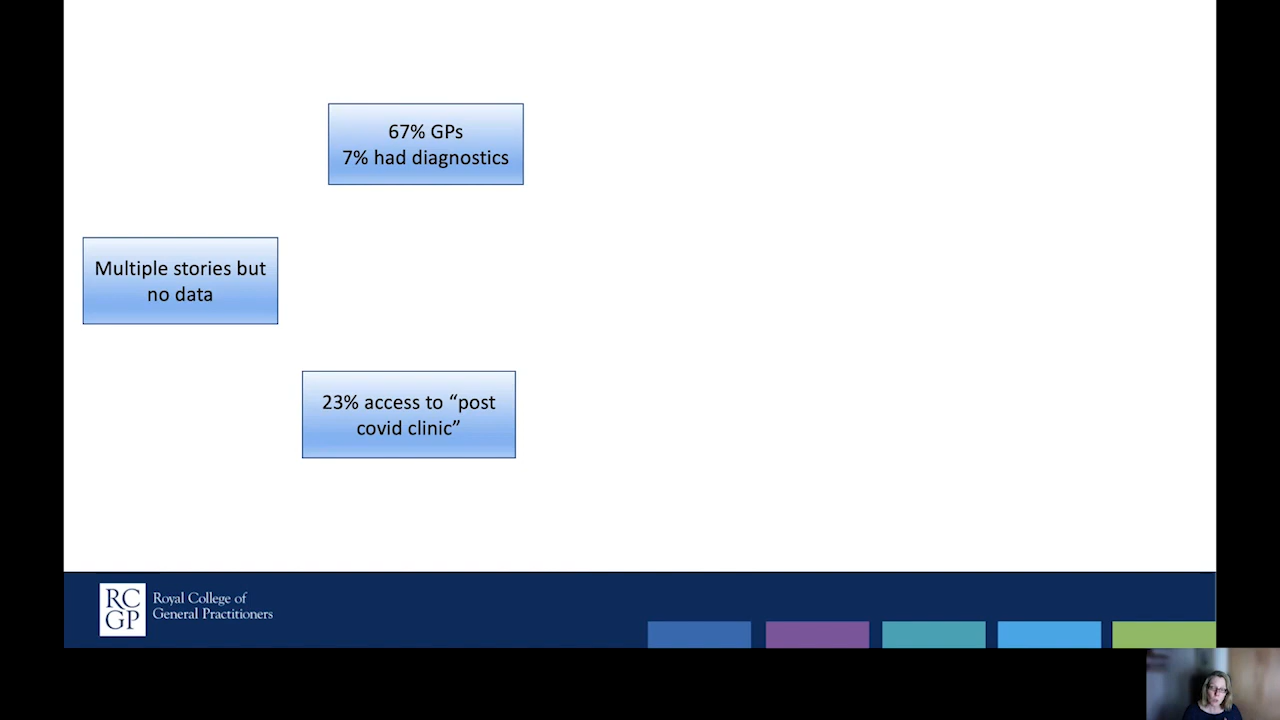 67% GPs
7% had diagnostics
Multiple stories but
no data
23% access to “post
covid clinic”
RC
GP
Royal College of
General Practitioners